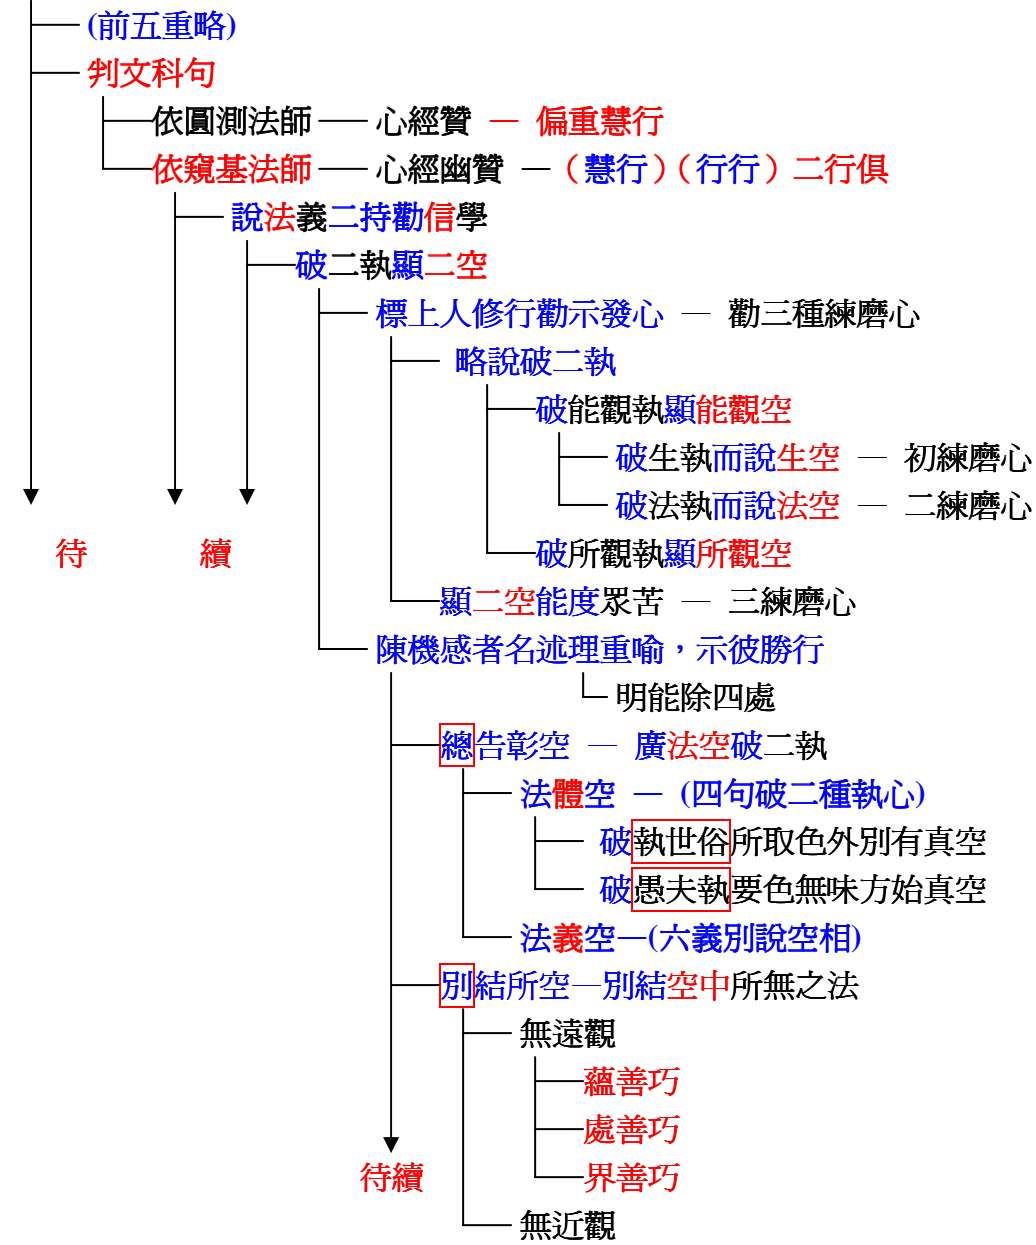 (前五重略)
判文科句
依圓測法師 — 心經贊 — 偏重慧行
依窺基法師 — 心經幽贊 —（慧行）（行行）二行俱
說法義二持勸信學
破二執顯二空
標上人修行勸示發心 — 勸三種練磨心
略說破二執
破能觀執顯能觀空
破生執而說生空 — 初練磨心
破法執而說法空 — 二練磨心
破所觀執顯所觀空
待 續
顯二空能度眾苦 — 三練磨心
陳機感者名述理重喻，示彼勝行
明能除四處
總告彰空 — 廣法空破二執
法體空 — (四句破二種執心)
破執世俗所取色外別有真空
破愚夫執要色無味方始真空
法義空—(六義別說空相)
別結所空—別結空中所無之法
無遠觀
蘊善巧
處善巧
界善巧
待續
無近觀